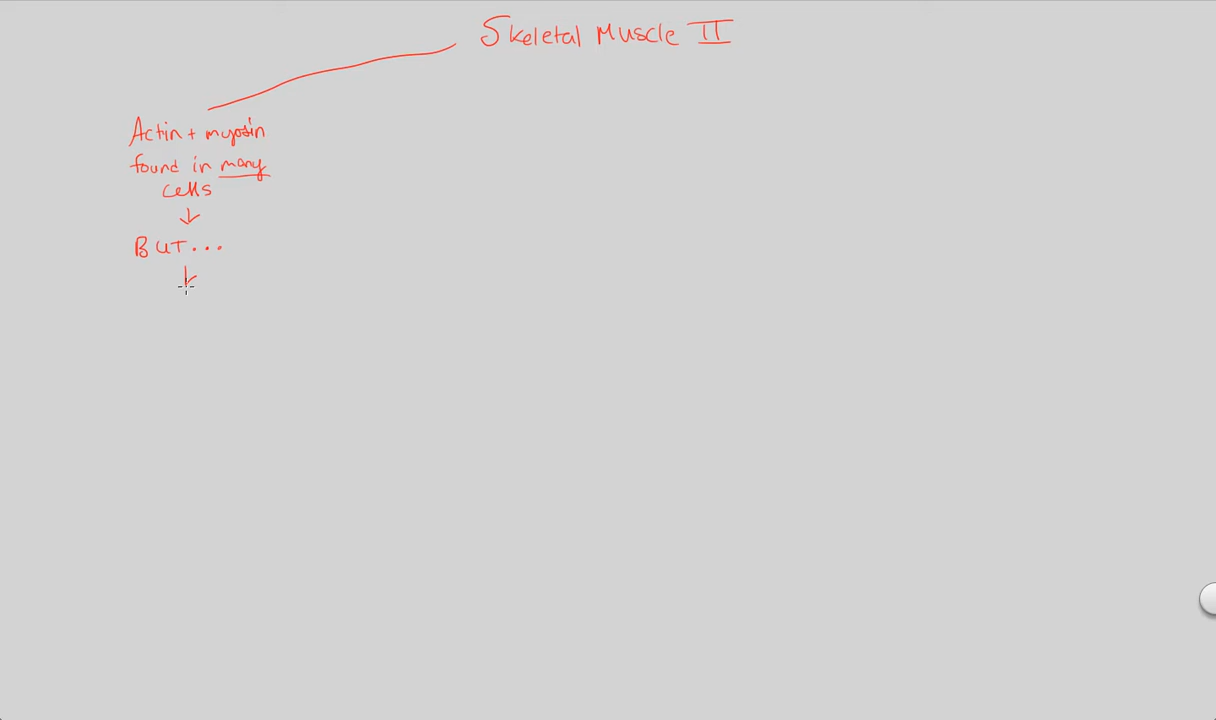 Skeletal Muscle II
Actin + myosin
found in many
cells
↓
BUT...
↓